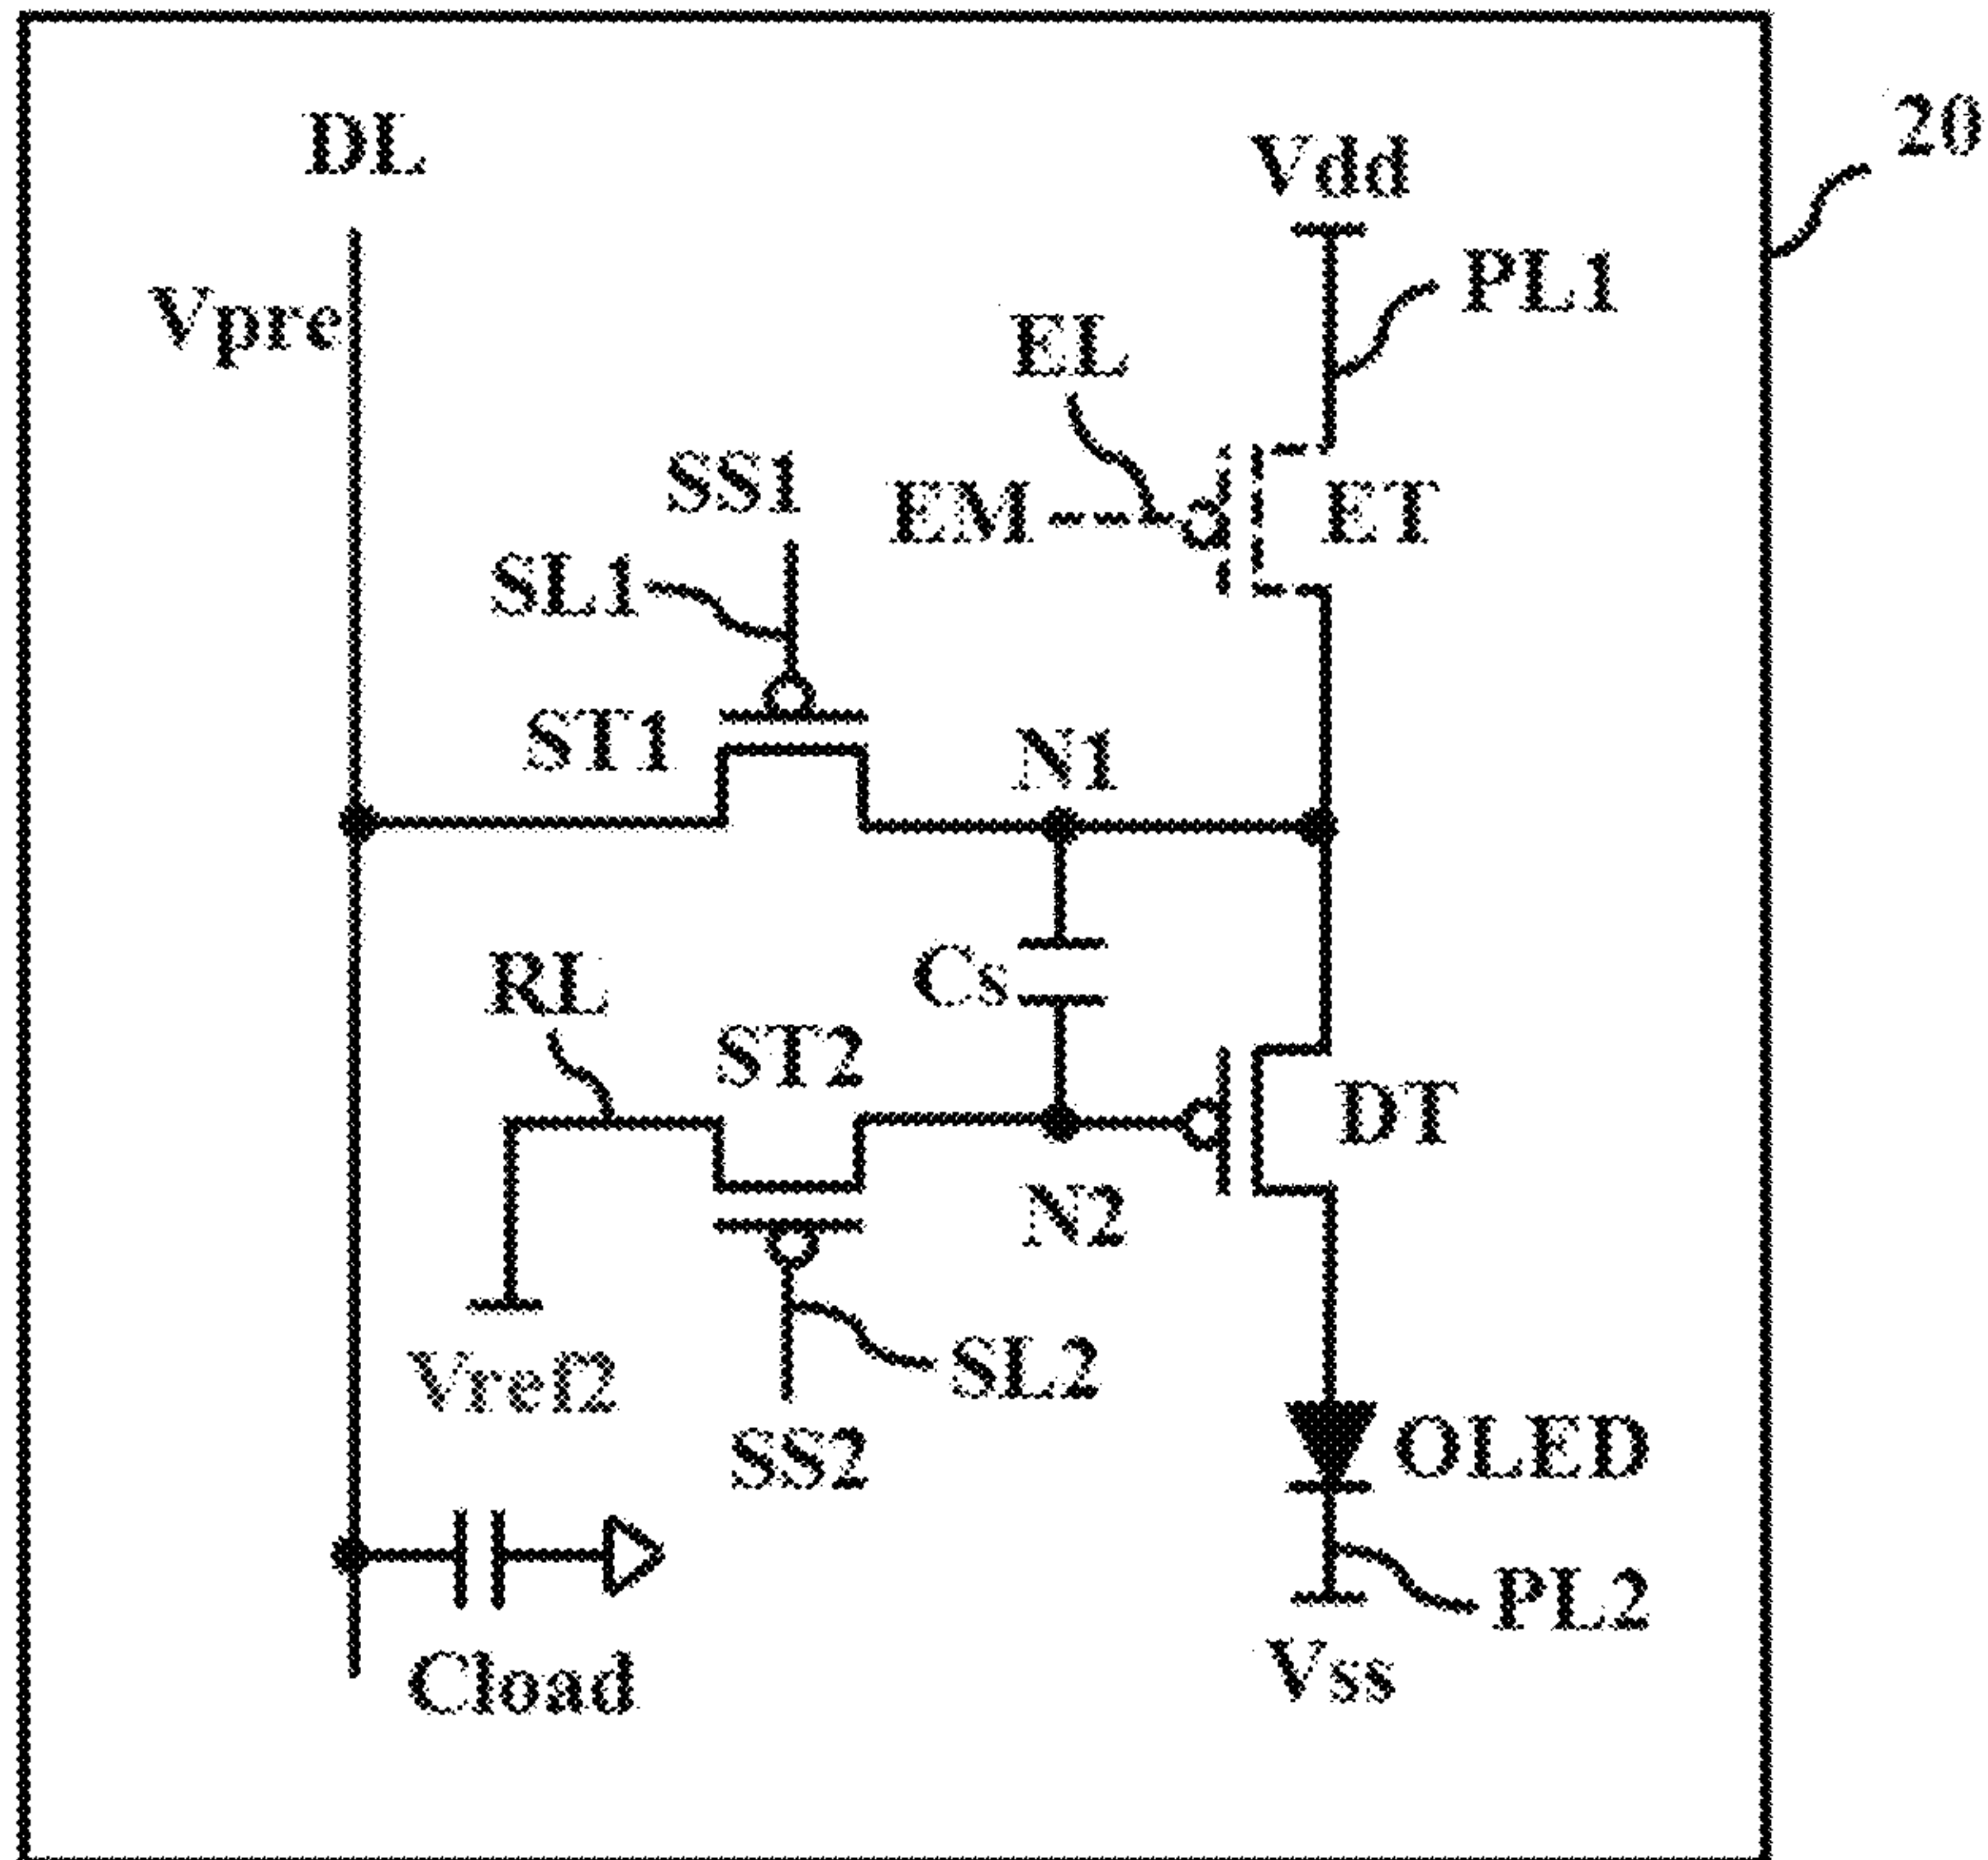 DL
Vdd
20
Vpre
PL1
EL
SS1
EM
ET
SL1
ST1
N1
RL
Cs
ST2
DT
N2
Vref2
SL2
SS2
OLED
PL2
Cload
Vss